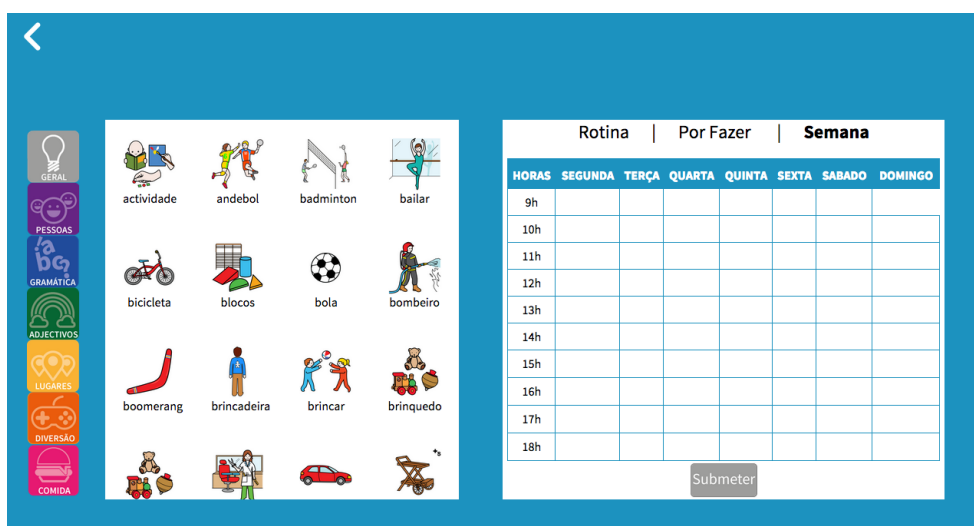 GERAL
PESSOAS
GRAMÁTICA
ADJECTIVOS
LUGARES
DIVERSÃO
COMIDA
actividade andebol badminton bailar
bicicleta blocos bola bombeiro
boomerang brincadeira brincar brinquedo
Rotina | Por Fazer | Semana
HORAS SEGUNDA TERÇA QUARTA QUINTA SEXTA SABADO DOMINGO
9h
10h
11h
12h
13h
14h
15h
16h
17h
18h
Submeter